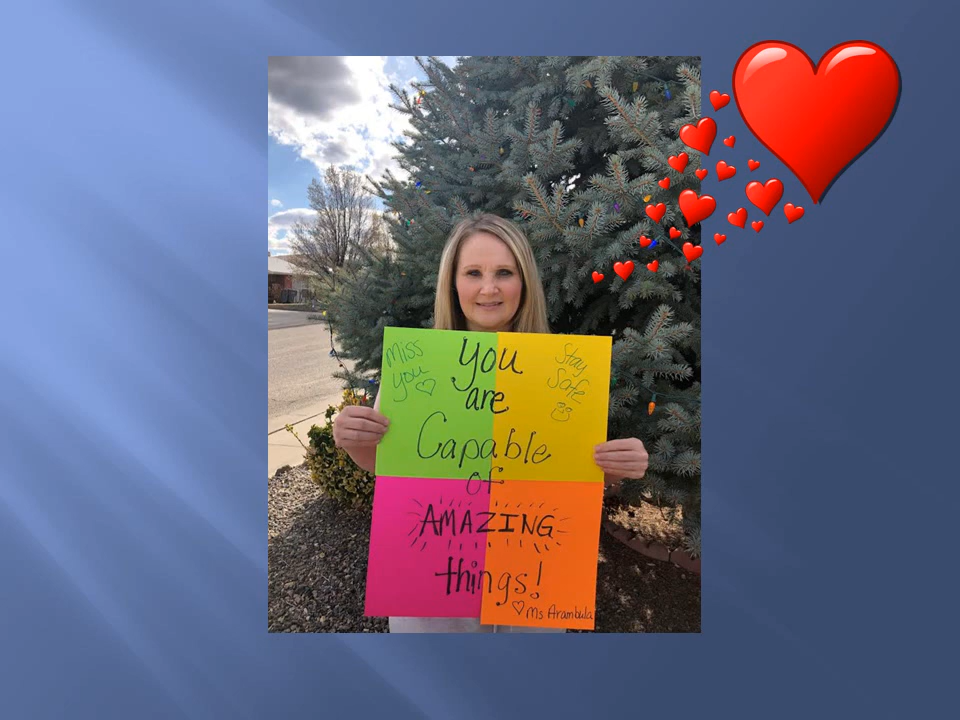 Miss
you ♡
Stay
Safe
You
are
Capable
of
AMAZING
things!
♡ Ms Arambula